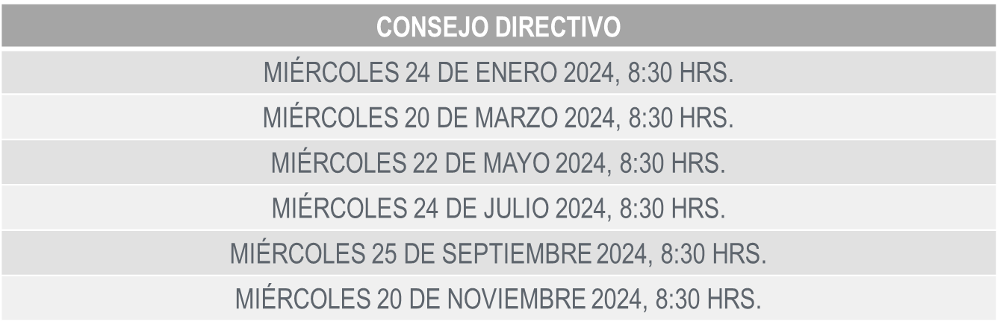 CONSEJO DIRECTIVO
MIÉRCOLES 24 DE ENERO 2024, 8:30 HRS.
MIÉRCOLES 20 DE MARZO 2024, 8:30 HRS.
MIÉRCOLES 22 DE MAYO 2024, 8:30 HRS.
MIÉRCOLES 24 DE JULIO 2024, 8:30 HRS.
MIÉRCOLES 25 DE SEPTIEMBRE 2024, 8:30 HRS.
MIÉRCOLES 20 DE NOVIEMBRE 2024, 8:30 HRS.